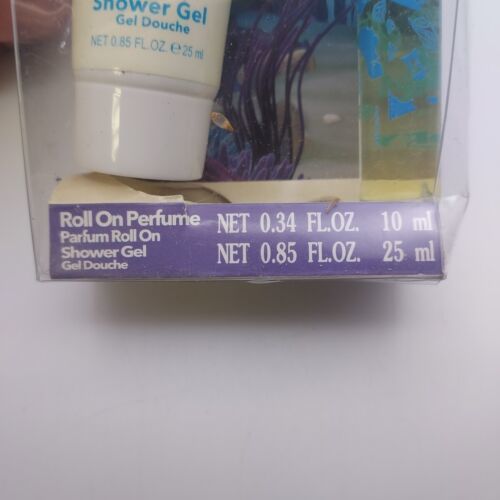 Shower Gel
Gel Douche
NET 0.85 FL.OZ. e 25 ml
Roll On Perfume NET 0.34 FL.OZ. 10 ml
Parfum Roll On
Shower Gel NET 0.85 FL.OZ. 25 ml
Gel Douche